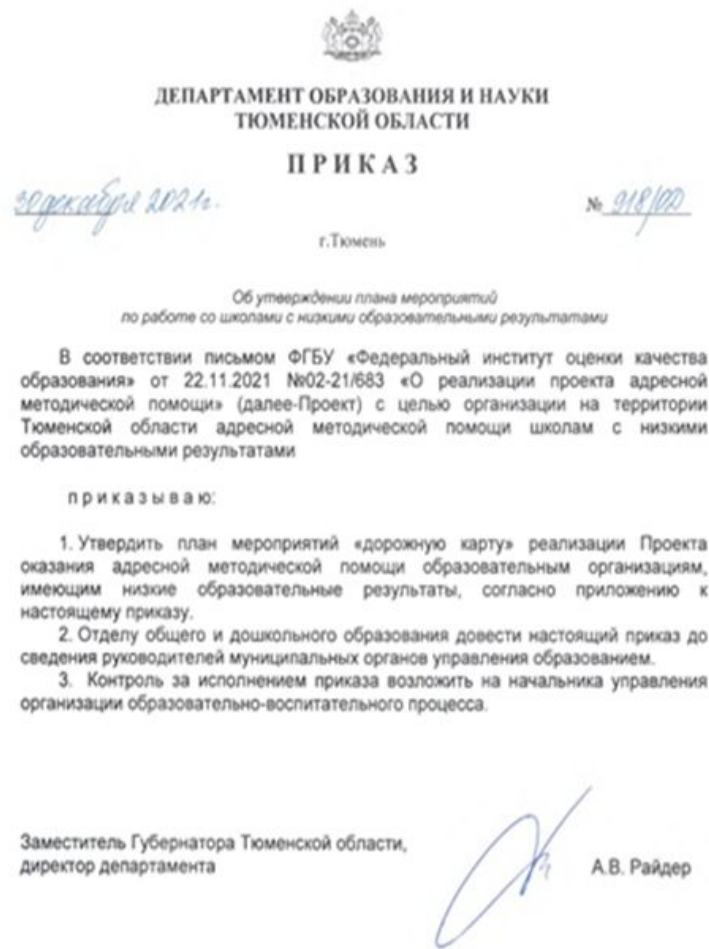 ДЕПАРТАМЕНТ ОБРАЗОВАНИЯ И НАУКИ
ТЮМЕНСКОЙ ОБЛАСТИ
ПРИКАЗ
30 декабря 2021г. № 918/ОД
г.Тюмень
Об утверждении плана мероприятий
по работе со школами с низкими образовательными результатами
В соответствии письмом ФГБУ «Федеральный институт оценки качества
образования» от 22.11.2021 №02-21/683 «О реализации проекта адресной
методической помощи» (далее-Проект) с целью организации на территории
Тюменской области адресной методической помощи школам с низкими
образовательными результатами
приказываю:
1. Утвердить план мероприятий «дорожную карту» реализации Проекта
оказания адресной методической помощи образовательным организациям,
имеющим низкие образовательные результаты, согласно приложению к
настоящему приказу.
2. Отделу общего и дошкольного образования довести настоящий приказ до
сведения руководителей муниципальных органов управления образованием.
3. Контроль за исполнением приказа возложить на начальника управления
организации образовательно-воспитательного процесса.
Заместитель Губернатора Тюменской области,
директор департамента А.В. Райдер